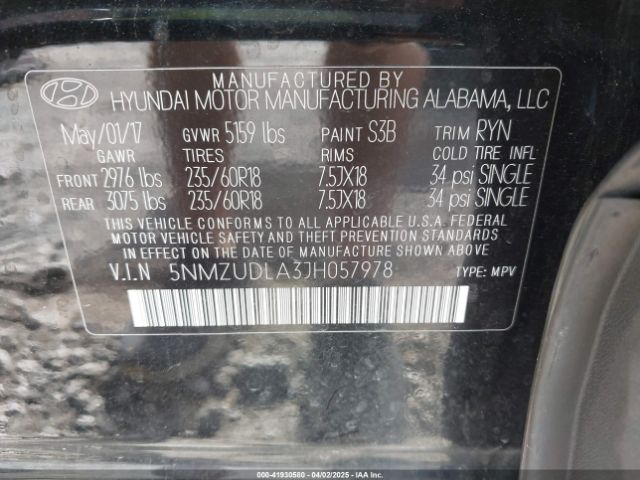 MANUFACTURED BY
HYUNDAI MOTOR MANUFACTURING ALABAMA, LLC
May/01/17 GVWR 5159 lbs PAINT S3B TRIM RYN
GAWR TIRES RIMS COLD TIRE INFL
FRONT 2976 lbs 235/60R18 7.5JX18 34 psi SINGLE
REAR 3075 lbs 235/60R18 7.5JX18 34 psi SINGLE
THIS VEHICLE CONFORMS TO ALL APPLICABLE U.S.A. FEDERAL
MOTOR VEHICLE SAFETY AND THEFT PREVENTION STANDARDS
IN EFFECT ON THE DATE OF MANUFACTURE SHOWN ABOVE.
V.I.N 5NMZUDLA3JH057978 TYPE: MPV
000-41930580 - 04/02/2025 - COPYRIGHT IAA, LLC.